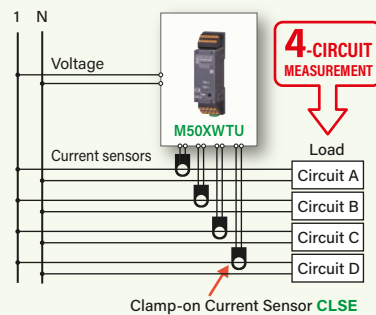 1 N
4-CIRCUIT
MEASUREMENT
Voltage
M50XWTU
Load
Current sensors
Circuit A
Circuit B
Circuit C
Circuit D
Clamp-on Current Sensor CLSE